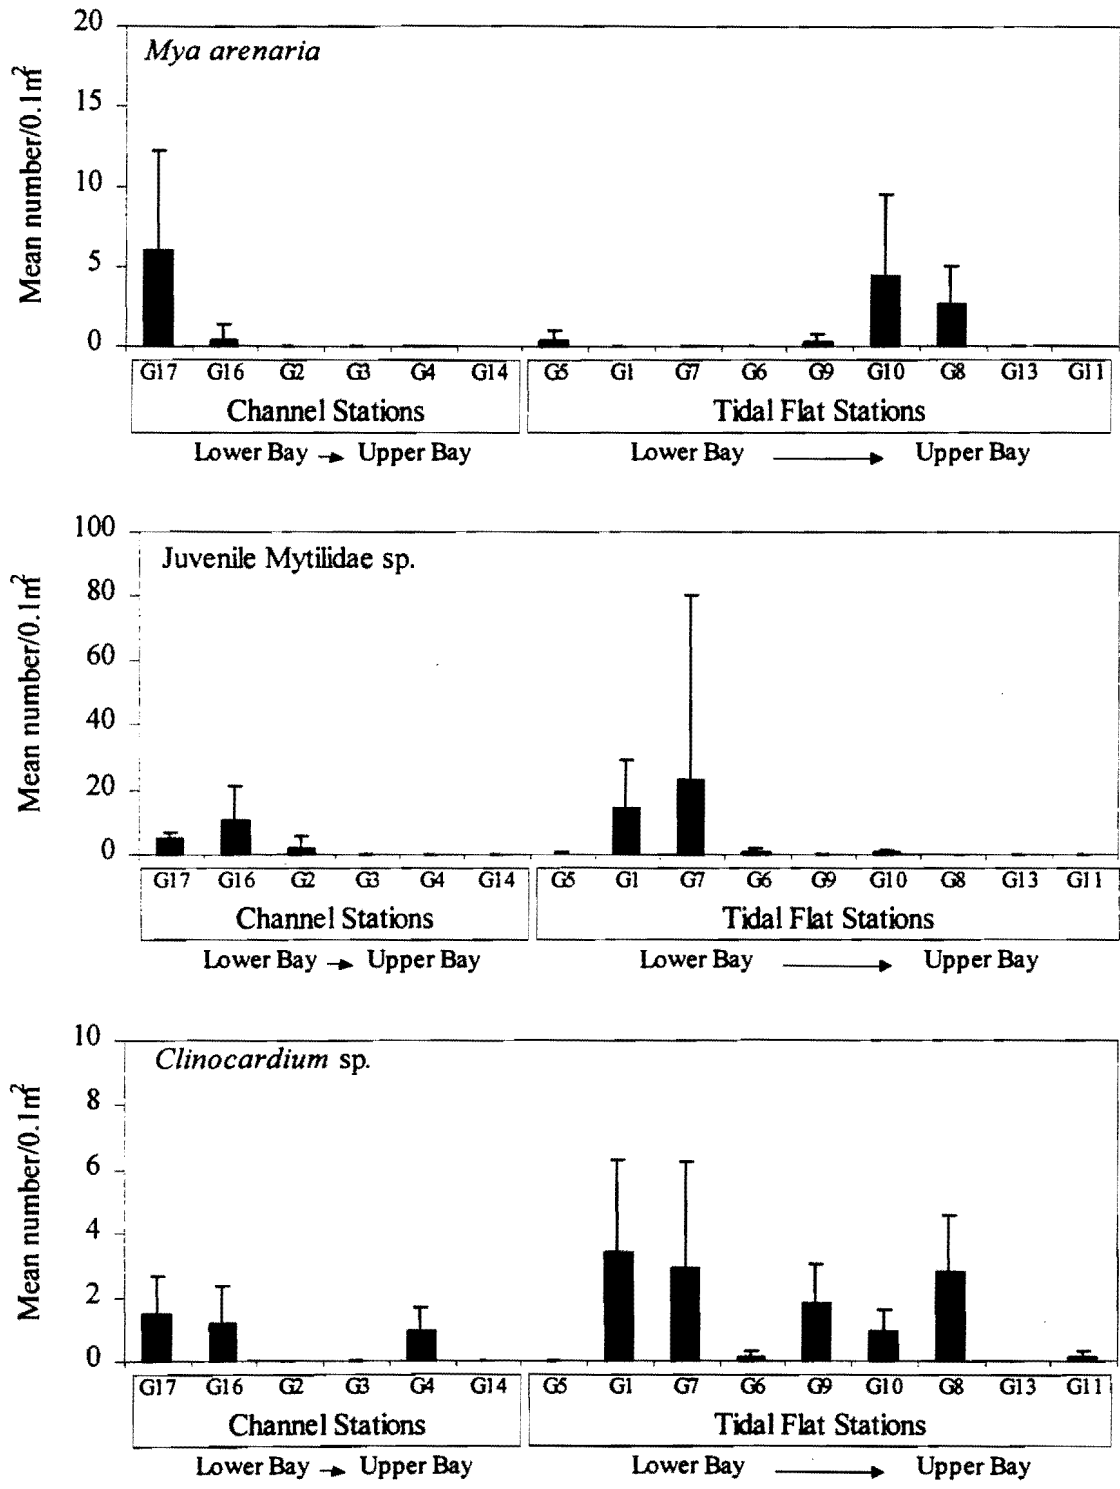 Mean number/0.1m²
20
15
10
5
0
Mya arenaria
G17 G16 G2 G3 G4 G14 G5 G1 G7 G6 G9 G10 G8 G13 G11
Channel Stations Tidal Flat Stations
Lower Bay → Upper Bay Lower Bay → Upper Bay
Mean number/0.1m²
100
80
60
40
20
0
Juvenile Mytilidae sp.
G17 G16 G2 G3 G4 G14 G5 G1 G7 G6 G9 G10 G8 G13 G11
Channel Stations Tidal Flat Stations
Lower Bay → Upper Bay Lower Bay → Upper Bay
Mean number/0.1m²
10
8
6
4
2
0
Clinocardium sp.
G17 G16 G2 G3 G4 G14 G5 G1 G7 G6 G9 G10 G8 G13 G11
Channel Stations Tidal Flat Stations
Lower Bay → Upper Bay Lower Bay → Upper Bay